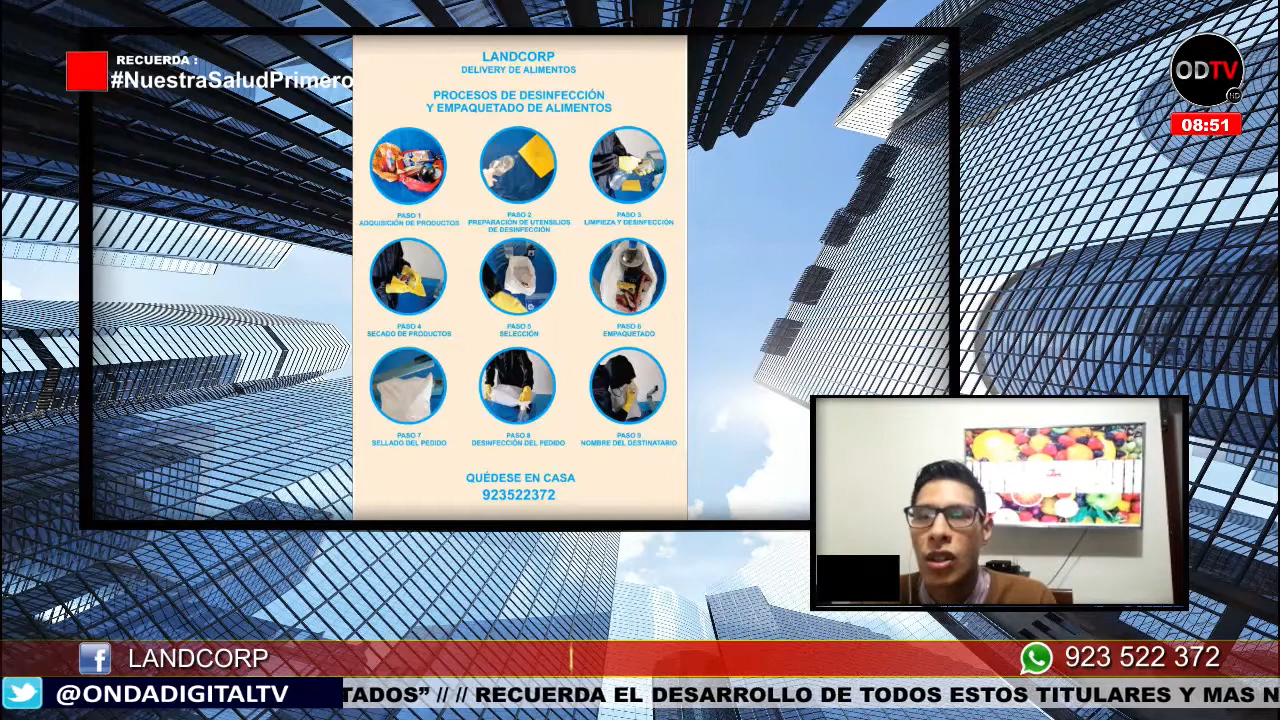 RECUERDA :
#NuestraSaludPrimero
ODTV
HD
08:51
LANDCORP
DELIVERY DE ALIMENTOS
PROCESOS DE DESINFECCIÓN
Y EMPAQUETADO DE ALIMENTOS
PASO 1
ADQUISICIÓN DE PRODUCTOS
PASO 2
PREPARACIÓN DE UTENSILIOS
DE DESINFECCIÓN
PASO 3
LIMPIEZA Y DESINFECCIÓN
PASO 4
SECADO DE PRODUCTOS
PASO 5
SELECCIÓN
PASO 6
EMPAQUETADO
PASO 7
SELLADO DEL PEDIDO
PASO 8
DESINFECCIÓN DEL PEDIDO
PASO 9
NOMBRE DEL DESTINATARIO
QUÉDESE EN CASA
923522372
LANDCORP
923 522 372
@ONDADIGITALTV
TADOS” // // RECUERDA EL DESARROLLO DE TODOS ESTOS TITULARES Y MAS N